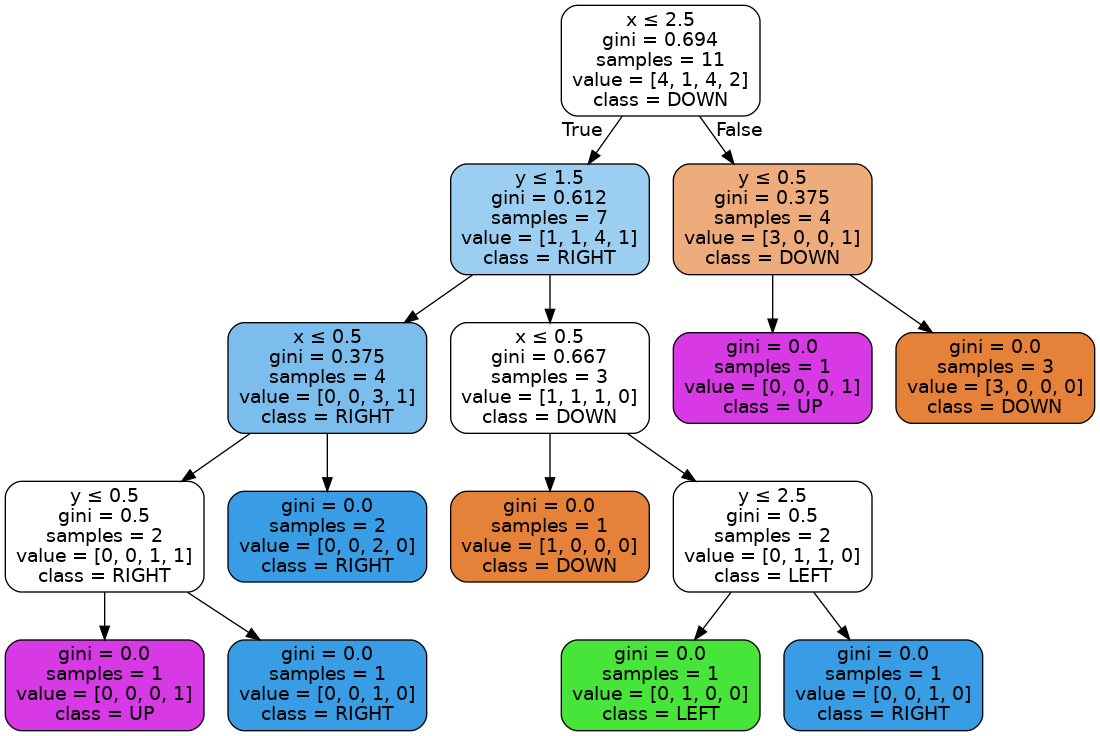 x ≤ 2.5
gini = 0.694
samples = 11
value = [4, 1, 4, 2]
class = DOWN
True
False
y ≤ 1.5
gini = 0.612
samples = 7
value = [1, 1, 4, 1]
class = RIGHT
y ≤ 0.5
gini = 0.375
samples = 4
value = [3, 0, 0, 1]
class = DOWN
x ≤ 0.5
gini = 0.375
samples = 4
value = [0, 0, 3, 1]
class = RIGHT
x ≤ 0.5
gini = 0.667
samples = 3
value = [1, 1, 1, 0]
class = DOWN
gini = 0.0
samples = 1
value = [0, 0, 0, 1]
class = UP
gini = 0.0
samples = 3
value = [3, 0, 0, 0]
class = DOWN
y ≤ 0.5
gini = 0.5
samples = 2
value = [0, 0, 1, 1]
class = RIGHT
gini = 0.0
samples = 2
value = [0, 0, 2, 0]
class = RIGHT
gini = 0.0
samples = 1
value = [1, 0, 0, 0]
class = DOWN
y ≤ 2.5
gini = 0.5
samples = 2
value = [0, 1, 1, 0]
class = LEFT
gini = 0.0
samples = 1
value = [0, 0, 0, 1]
class = UP
gini = 0.0
samples = 1
value = [0, 0, 1, 0]
class = RIGHT
gini = 0.0
samples = 1
value = [0, 1, 0, 0]
class = LEFT
gini = 0.0
samples = 1
value = [0, 0, 1, 0]
class = RIGHT